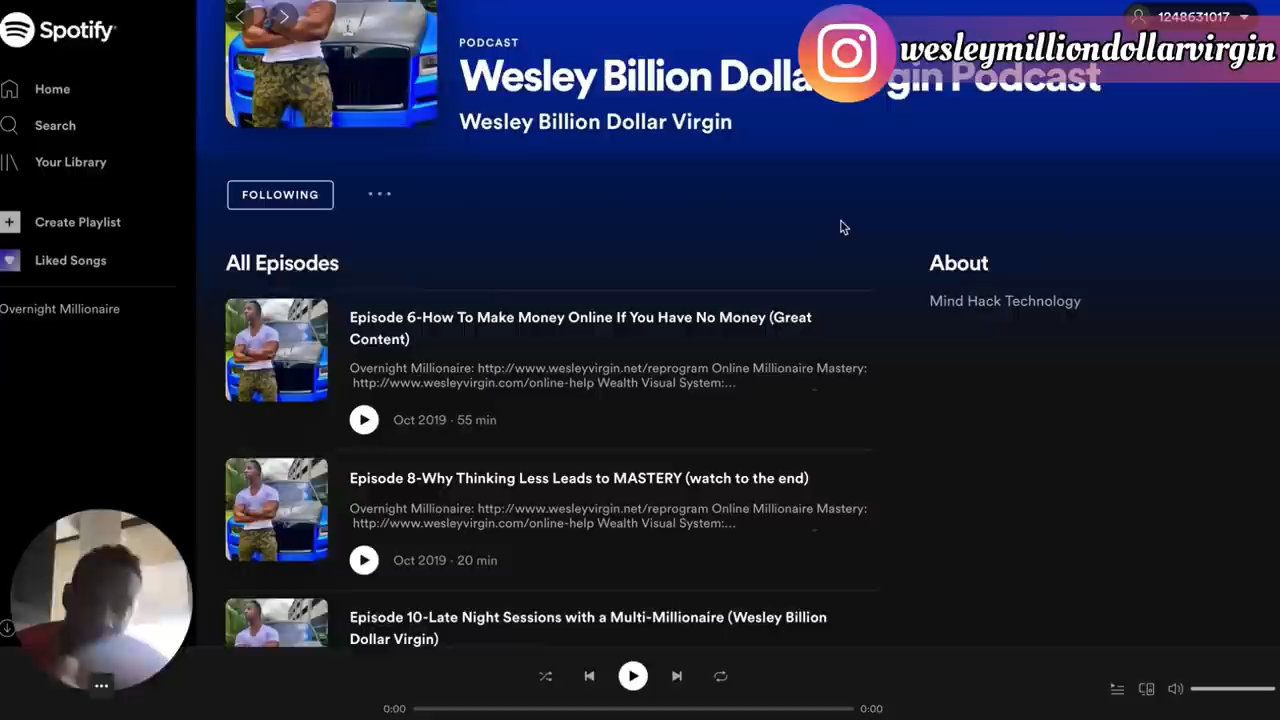 Spotify
Home
Search
Your Library
Create Playlist
Liked Songs
Overnight Millionaire
1248631017
wesleymilliondollarvirgin
PODCAST
Wesley Billion Dolla gin Podcast
Wesley Billion Dollar Virgin
FOLLOWING
All Episodes
Episode 6-How To Make Money Online If You Have No Money (Great
Content)
Overnight Millionaire: http://www.wesleyvirgin.net/reprogram Online Millionaire Mastery:
http://www.wesleyvirgin.com/online-help Wealth Visual System:...
Oct 2019 · 55 min
Episode 8-Why Thinking Less Leads to MASTERY (watch to the end)
Overnight Millionaire: http://www.wesleyvirgin.net/reprogram Online Millionaire Mastery:
http://www.wesleyvirgin.com/online-help Wealth Visual System:...
Oct 2019 · 20 min
Episode 10-Late Night Sessions with a Multi-Millionaire (Wesley Billion
Dollar Virgin)
About
Mind Hack Technology
0:00
0:00